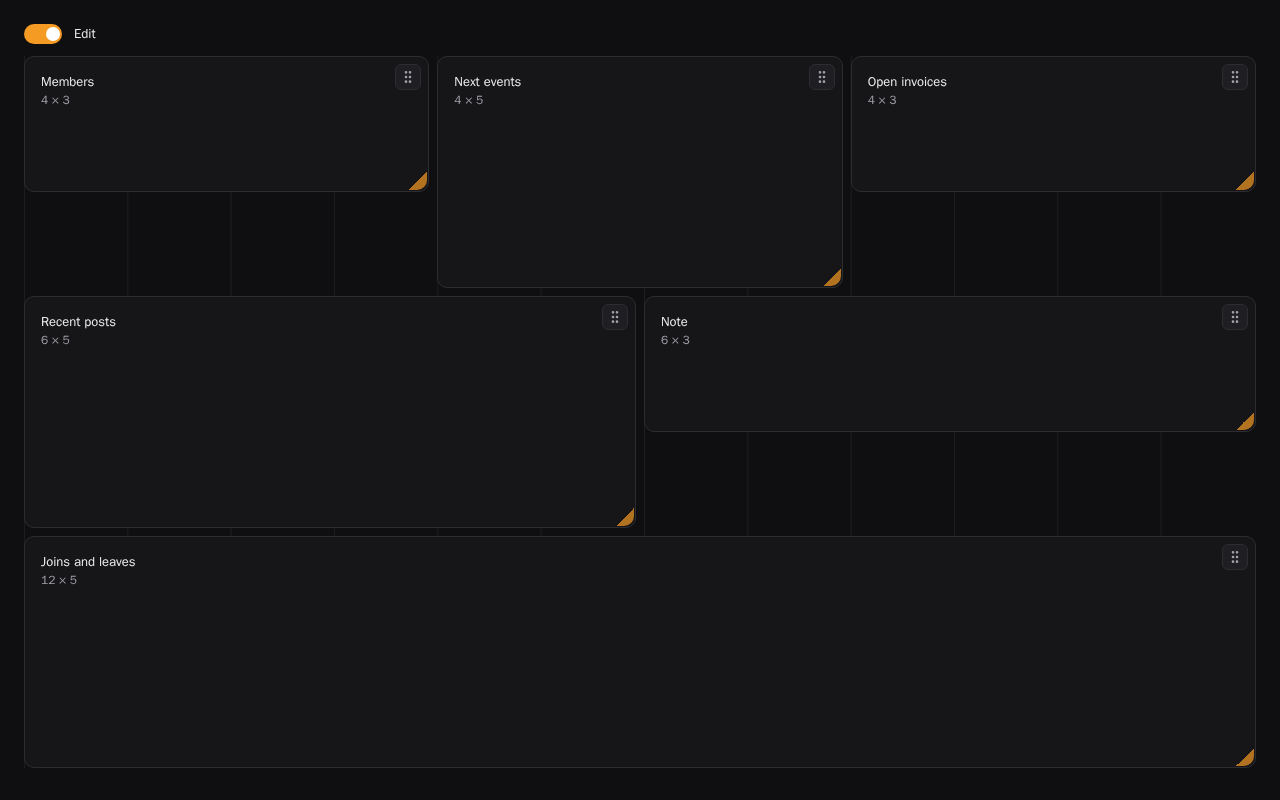 Edit
Members
4 × 3
Next events
4 × 5
Open invoices
4 × 3
Recent posts
6 × 5
Note
6 × 3
Joins and leaves
12 × 5